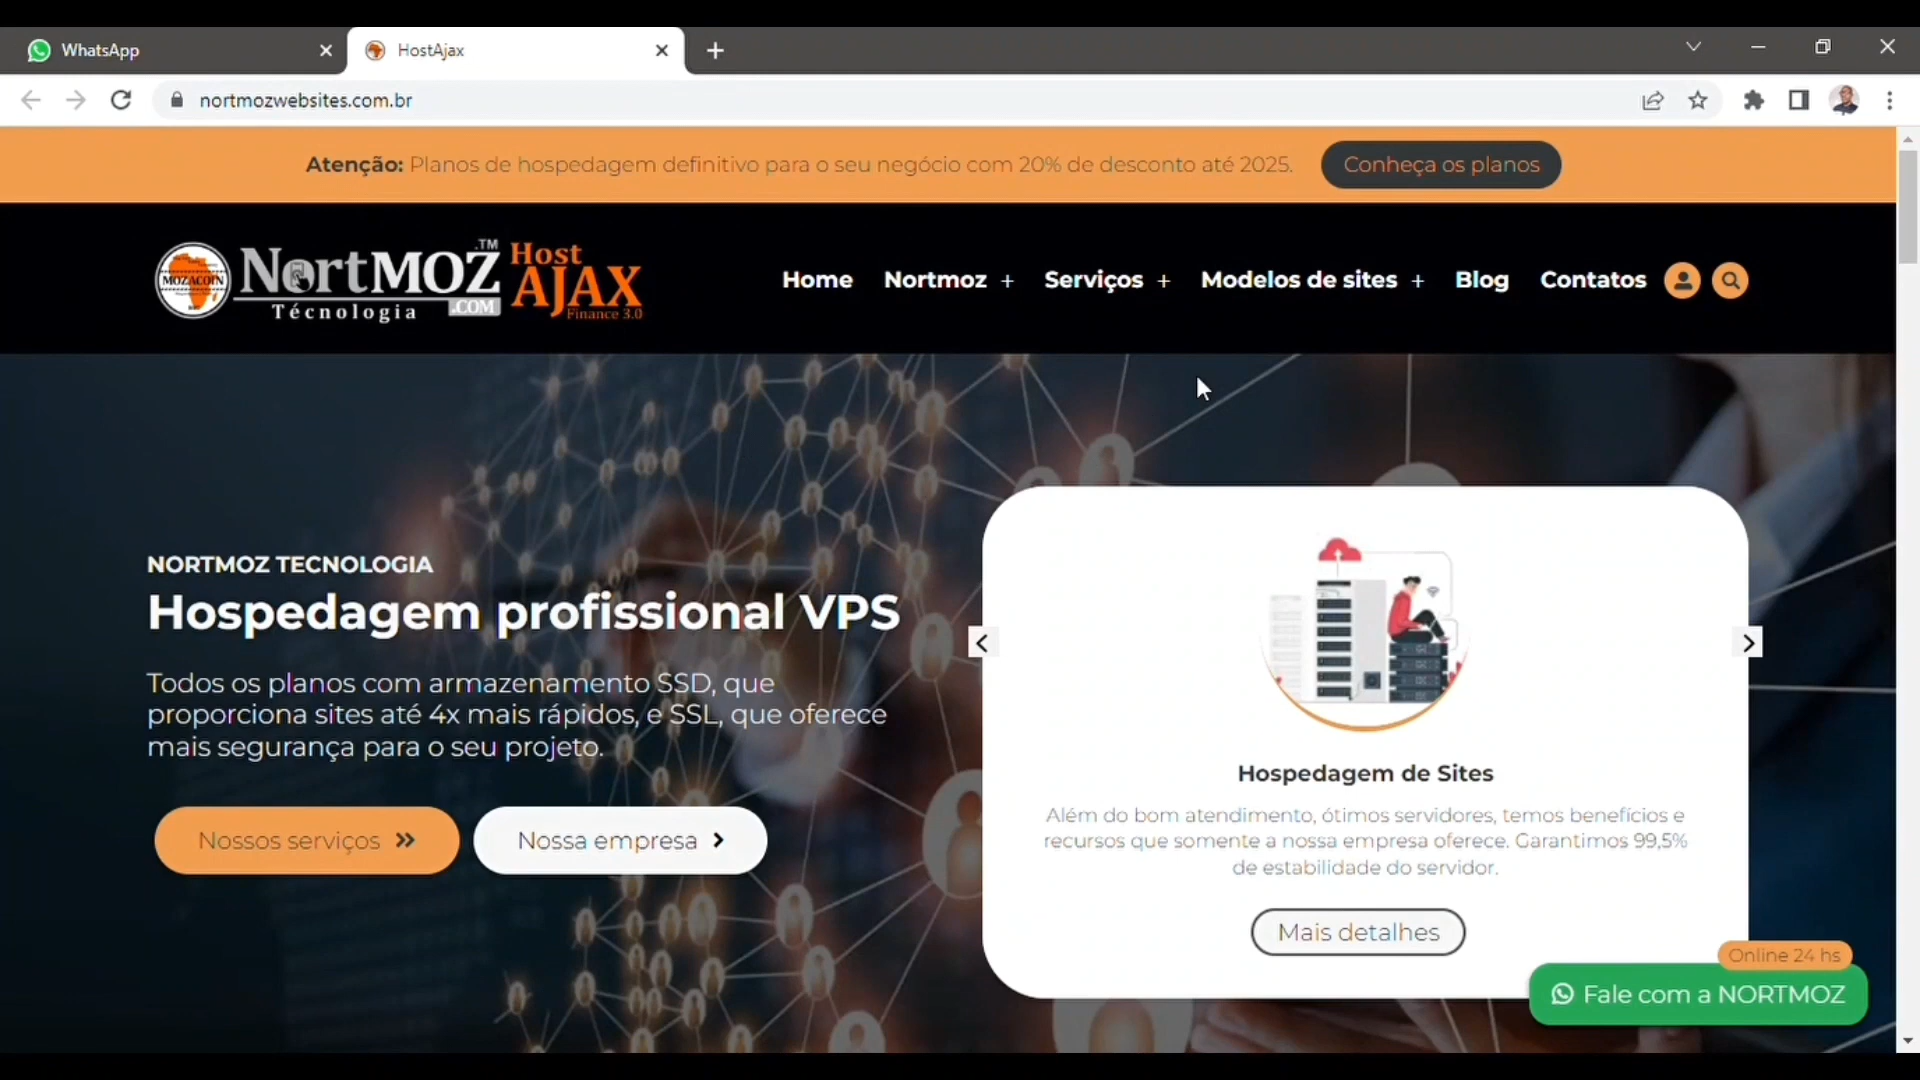 WhatsApp
HostAjax
nortmozwebsites.com.br
Atenção: Planos de hospedagem definitivo para o seu negócio com 20% de desconto até 2025.
Conheça os planos
MOZACOIN
NortMOZ
.TM
.COM
Técnologia
Host
AJAX
Finance 3.0
Home
Nortmoz +
Serviços +
Modelos de sites +
Blog
Contatos
NORTMOZ TECNOLOGIA
Hospedagem profissional VPS
Todos os planos com armazenamento SSD, que
proporciona sites até 4x mais rápidos, e SSL, que oferece
mais segurança para o seu projeto.
Nossos serviços
Nossa empresa
Hospedagem de Sites
Além do bom atendimento, ótimos servidores, temos benefícios e
recursos que somente a nossa empresa oferece. Garantimos 99,5%
de estabilidade do servidor.
Mais detalhes
Online 24 hs
Fale com a NORTMOZ